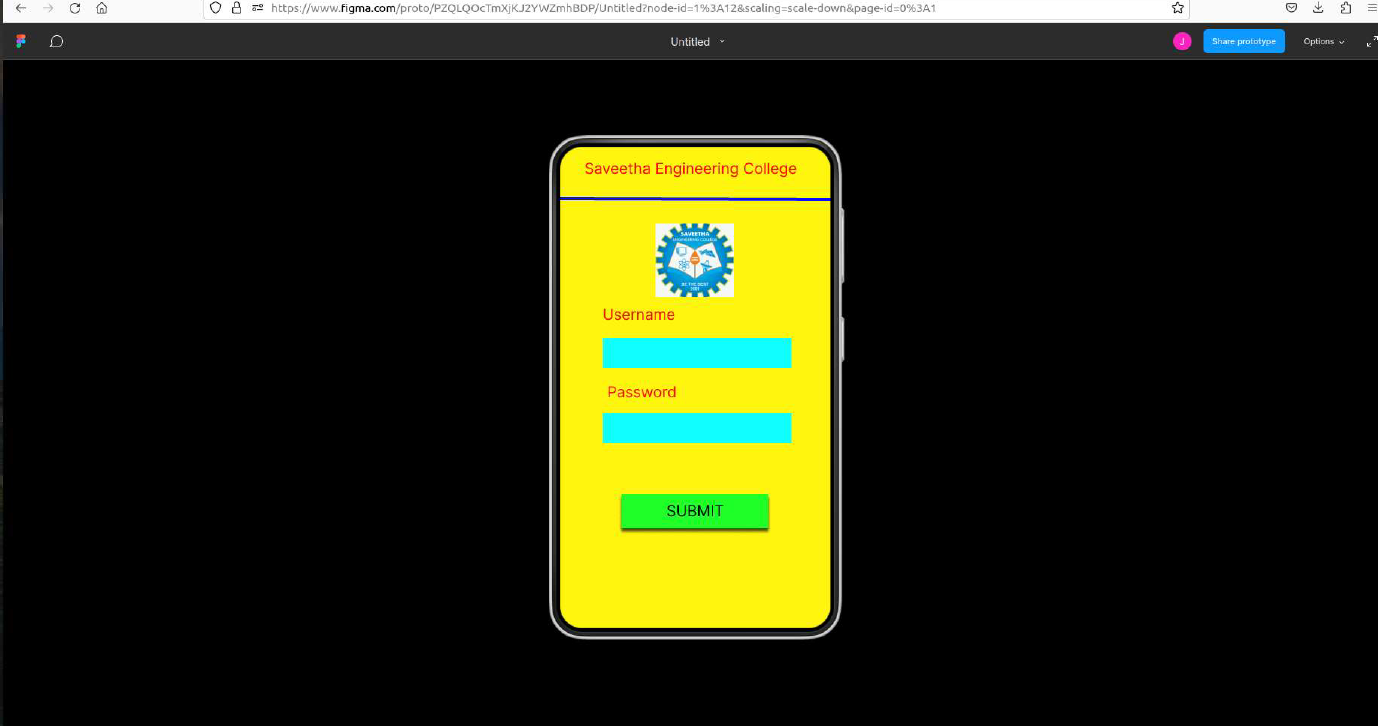 https://www.figma.com/proto/PZQLQOcTmXjKJ2YWZmhBDP/Untitled?node-id=1%3A12&scaling=scale-down&page-id=0%3A1
Untitled
J
Share prototype
Options
Saveetha Engineering College
SAVEETHA
ENGINEERING COLLEGE
BE THE BEST
Username
Password
SUBMIT